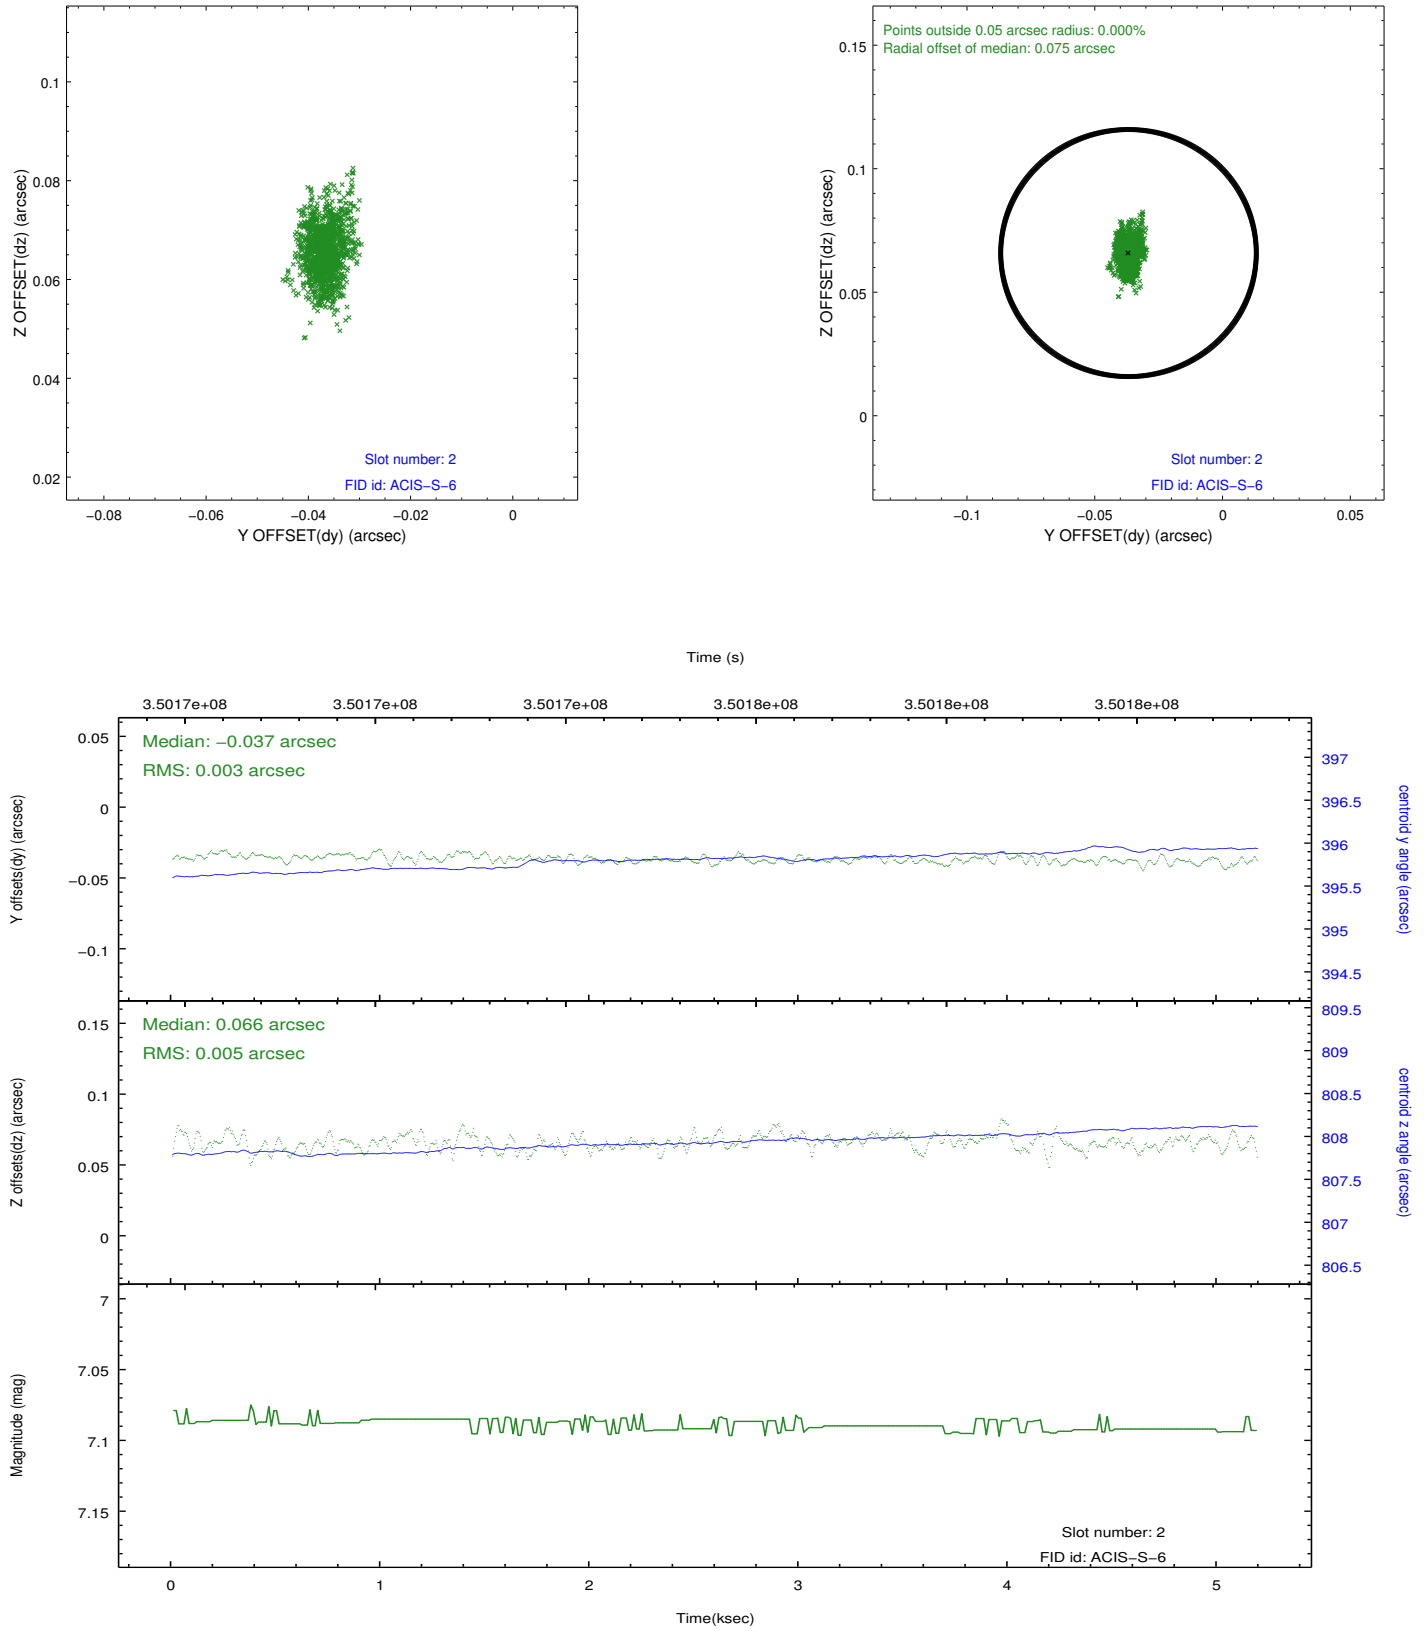 0.1
0.08
0.06
0.04
0.02
Z OFFSET(dz) (arcsec)
Slot number: 2
FID id: ACIS−S−6
−0.08 −0.06 −0.04 −0.02 0
Y OFFSET(dy) (arcsec)
Points outside 0.05 arcsec radius: 0.000%
Radial offset of median: 0.075 arcsec
0.15
0.1
0.05
0
Z OFFSET(dz) (arcsec)
Slot number: 2
FID id: ACIS−S−6
−0.1 −0.05 0 0.05
Y OFFSET(dy) (arcsec)
Time (s)
3.5017e+08 3.5017e+08 3.5017e+08 3.5018e+08 3.5018e+08 3.5018e+08
Median: −0.037 arcsec
RMS: 0.003 arcsec
0.05
0
−0.05
−0.1
Y offsets(dy) (arcsec)
397
396.5
396
395.5
395
394.5
centroid y angle (arcsec)
Median: 0.066 arcsec
RMS: 0.005 arcsec
0.15
0.1
0.05
0
Z offsets(dz) (arcsec)
809.5
809
808.5
808
807.5
807
806.5
centroid z angle (arcsec)
7
7.05
7.1
7.15
Magnitude (mag)
Slot number: 2
FID id: ACIS−S−6
0 1 2 3 4 5
Time(ksec)